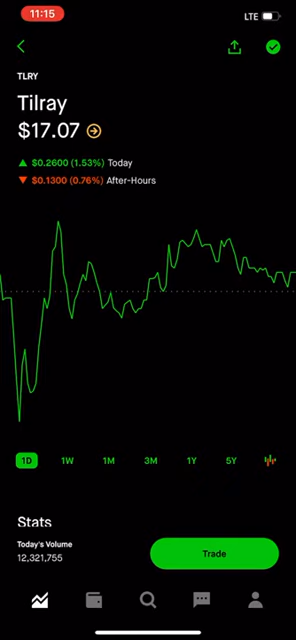 11:15
LTE
TLRY
Tilray
$17.07
▲ $0.2600 (1.53%) Today
▼ $0.1300 (0.76%) After-Hours
1D 1W 1M 3M 1Y 5Y
Stats
Today's Volume
12,321,755
Trade